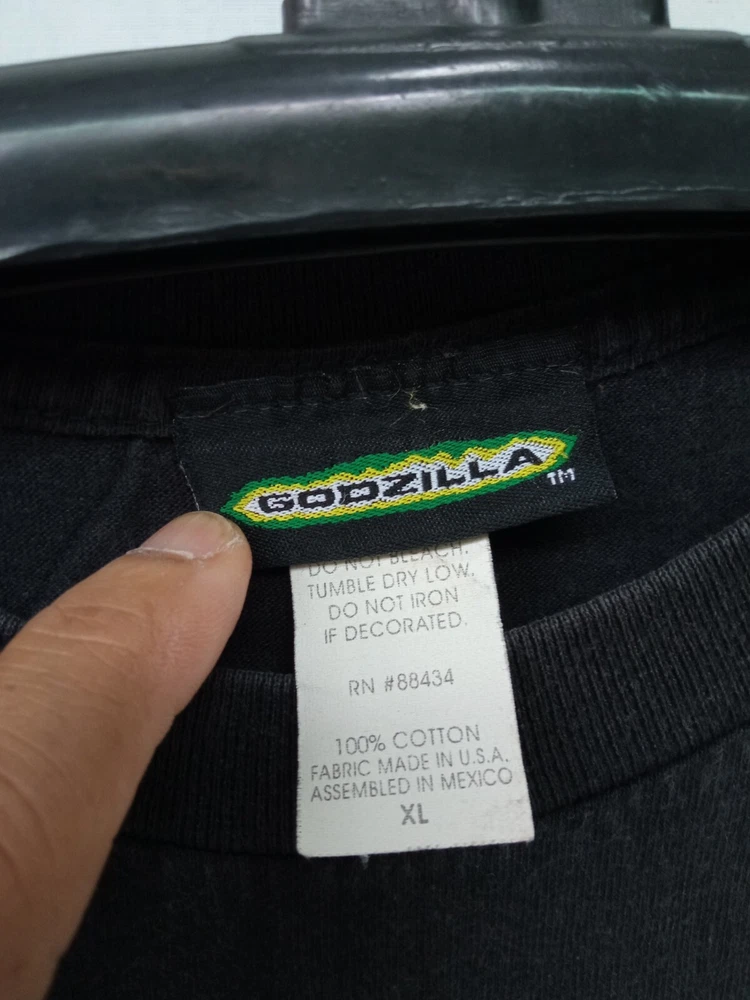 GODZILLA
TM
DO NOT BLEACH.
TUMBLE DRY LOW.
DO NOT IRON
IF DECORATED.
RN #88434
100% COTTON
FABRIC MADE IN U.S.A.
ASSEMBLED IN MEXICO
XL